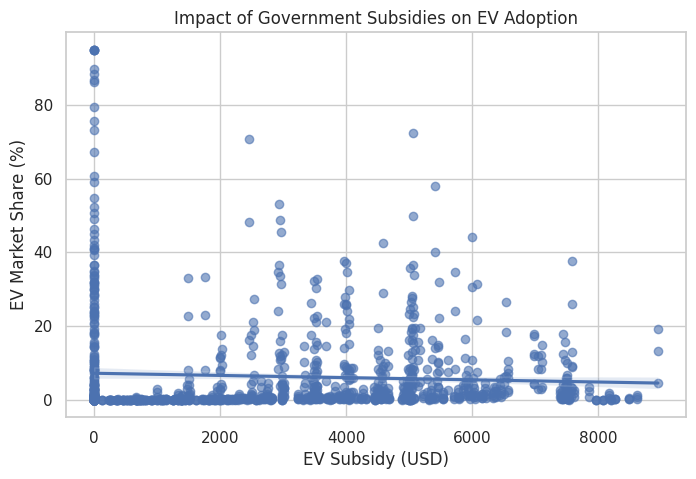 Impact of Government Subsidies on EV Adoption
EV Market Share (%)
80
60
40
20
0
0 2000 4000 6000 8000
EV Subsidy (USD)